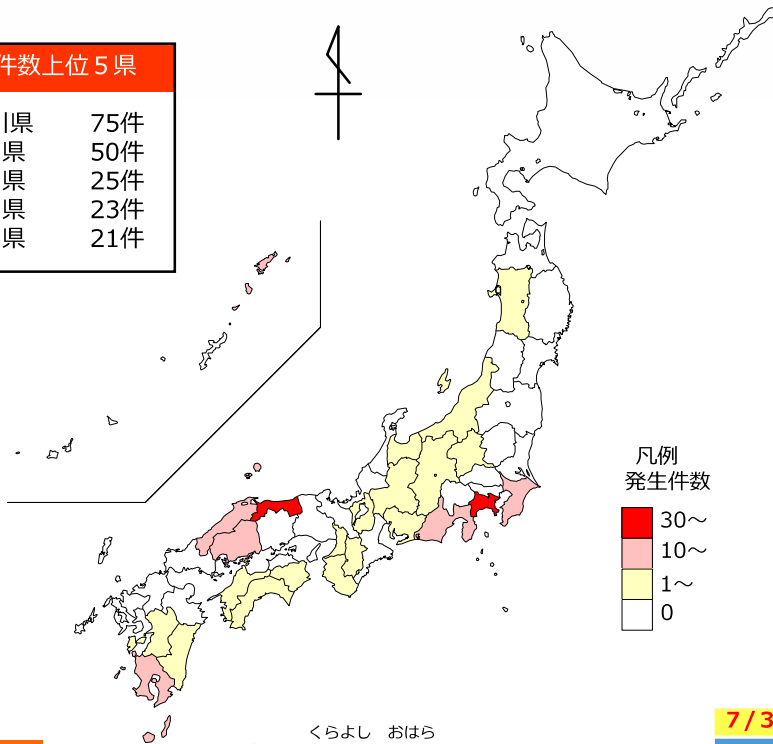 件数上位5県
川県 75件
県 50件
県 25件
県 23件
県 21件
凡例
発生件数
30～
10～
1～
0
くらよし おはら
7/3